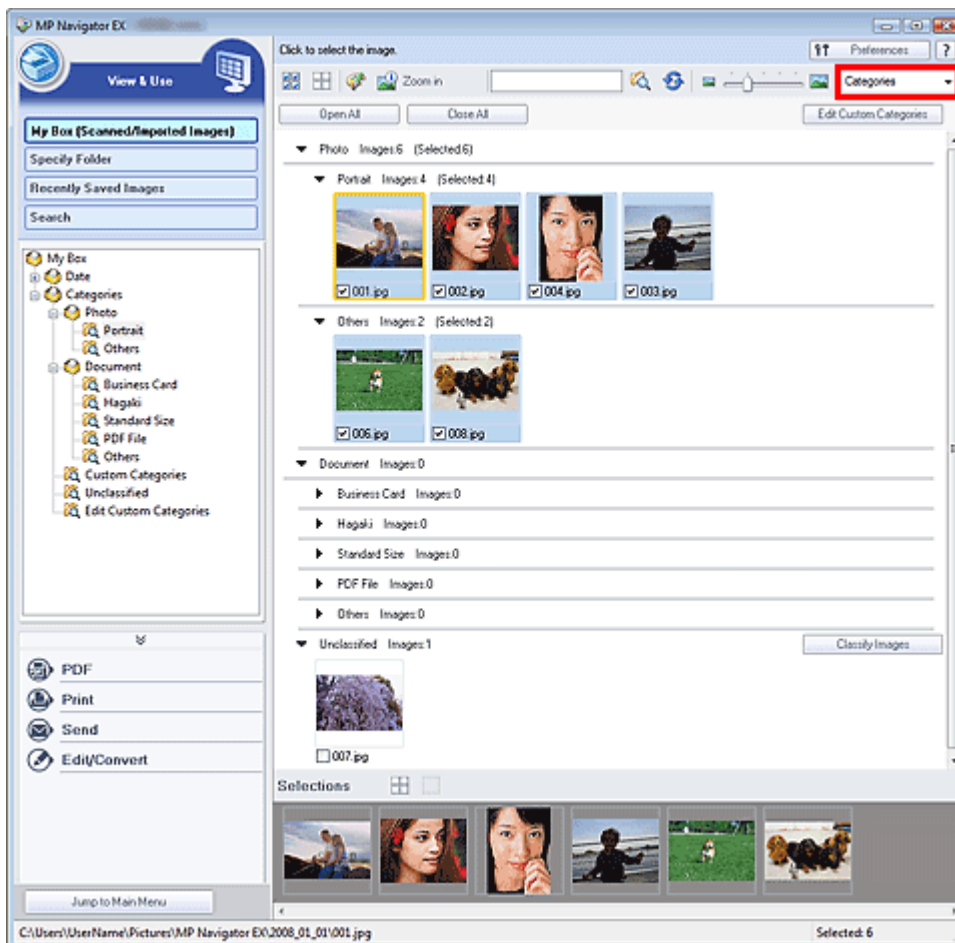 MP Navigator EX
View & Use
My Box (Scanned/Imported Images)
Specify Folder
Recently Saved Images
Search
My Box
Date
Categories
Photo
Portrait
Others
Document
Business Card
Hagaki
Standard Size
PDF File
Others
Custom Categories
Unclassified
Edit Custom Categories
PDF
Print
Send
Edit/Convert
Jump to Main Menu
Click to select the image.
Preferences ?
Zoom in
Categories
Open All Close All Edit Custom Categories
Photo Images:6 (Selected:6)
Portrait Images:4 (Selected:4)
001.jpg 002.jpg 004.jpg 003.jpg
Others Images:2 (Selected:2)
006.jpg 008.jpg
Document Images:0
Business Card Images:0
Hagaki Images:0
Standard Size Images:0
PDF File Images:0
Others Images:0
Unclassified Images:1 Classify Images
007.jpg
Selections
C:\Users\UserName\Pictures\MP Navigator EX\2008_01_01\001.jpg Selected: 6